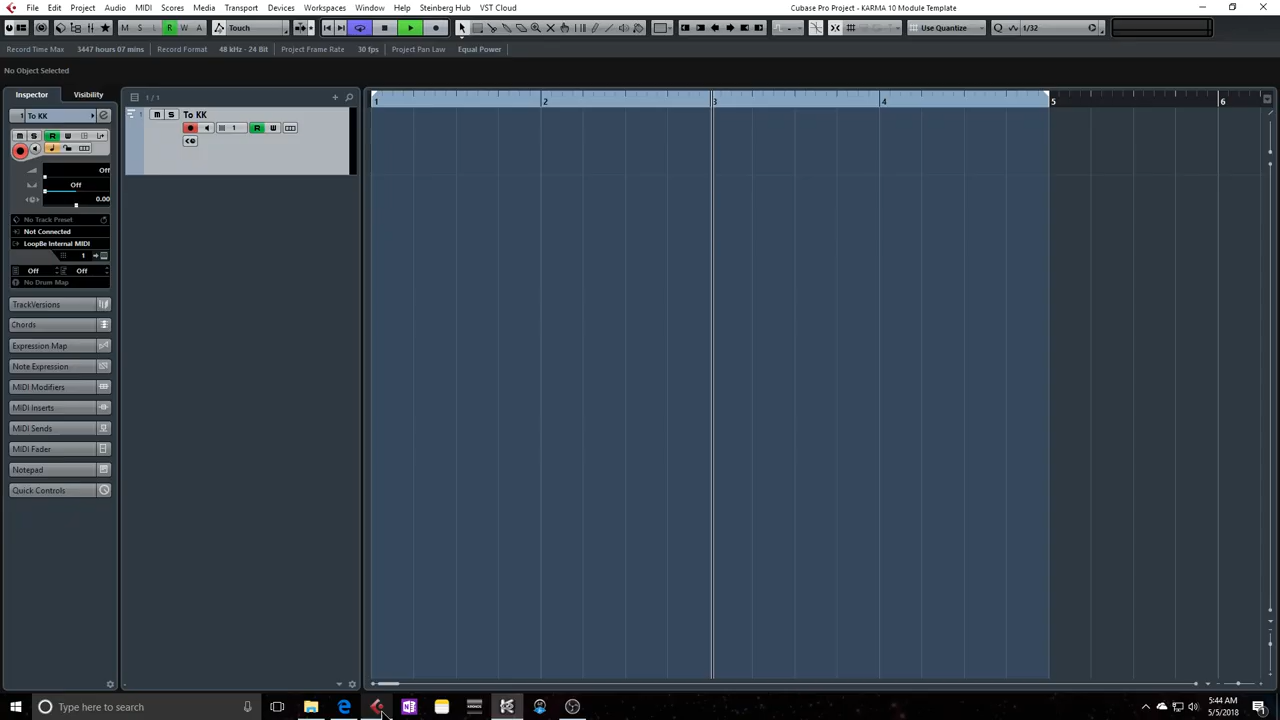 File Edit Project Audio MIDI Scores Media Transport Devices Workspaces Window Help Steinberg Hub VST Cloud
Cubase Pro Project - KARMA 10 Module Template
M S L R W A Touch
Use Quantize
Q 1/32
Record Time Max 3447 hours 07 mins Record Format 48 kHz - 24 Bit Project Frame Rate 30 fps Project Pan Law Equal Power
No Object Selected
Inspector Visibility
1 / 1
1 2 3 4 5 6
1 To KK
M S R W
Off
Off
0.00
No Track Preset
Not Connected
LoopBe Internal MIDI
1
Off Off
No Drum Map
TrackVersions
Chords
Expression Map
Note Expression
MIDI Modifiers
MIDI Inserts
MIDI Sends
MIDI Fader
Notepad
Quick Controls
1 M S To KK
1 R W
Type here to search
5:44 AM
5/5/2018